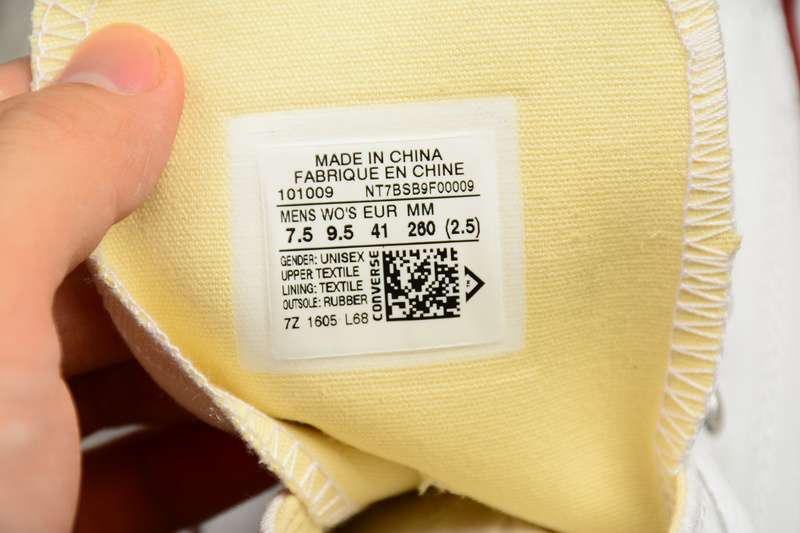 MADE IN CHINA
FABRIQUE EN CHINE
101009 NT7BSB9F00009
MENS WO'S EUR MM
7.5 9.5 41 260 (2.5)
GENDER: UNISEX
UPPER TEXTILE
LINING: TEXTILE
OUTSOLE: RUBBER
CONVERSE
7Z 1605 L68